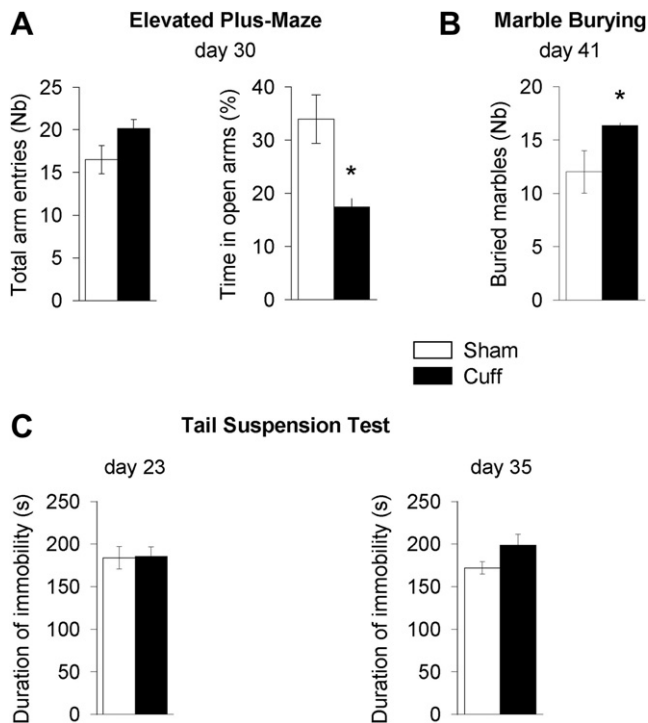 A
Elevated Plus-Maze
day 30
Total arm entries (Nb)
25
20
15
10
5
0
Time in open arms (%)
40
30
20
10
0
*
B
Marble Burying
day 41
Buried marbles (Nb)
20
15
10
5
0
*
Sham
Cuff
C
Tail Suspension Test
day 23
Duration of immobility (s)
250
200
150
100
50
0
day 35
Duration of immobility (s)
250
200
150
100
50
0